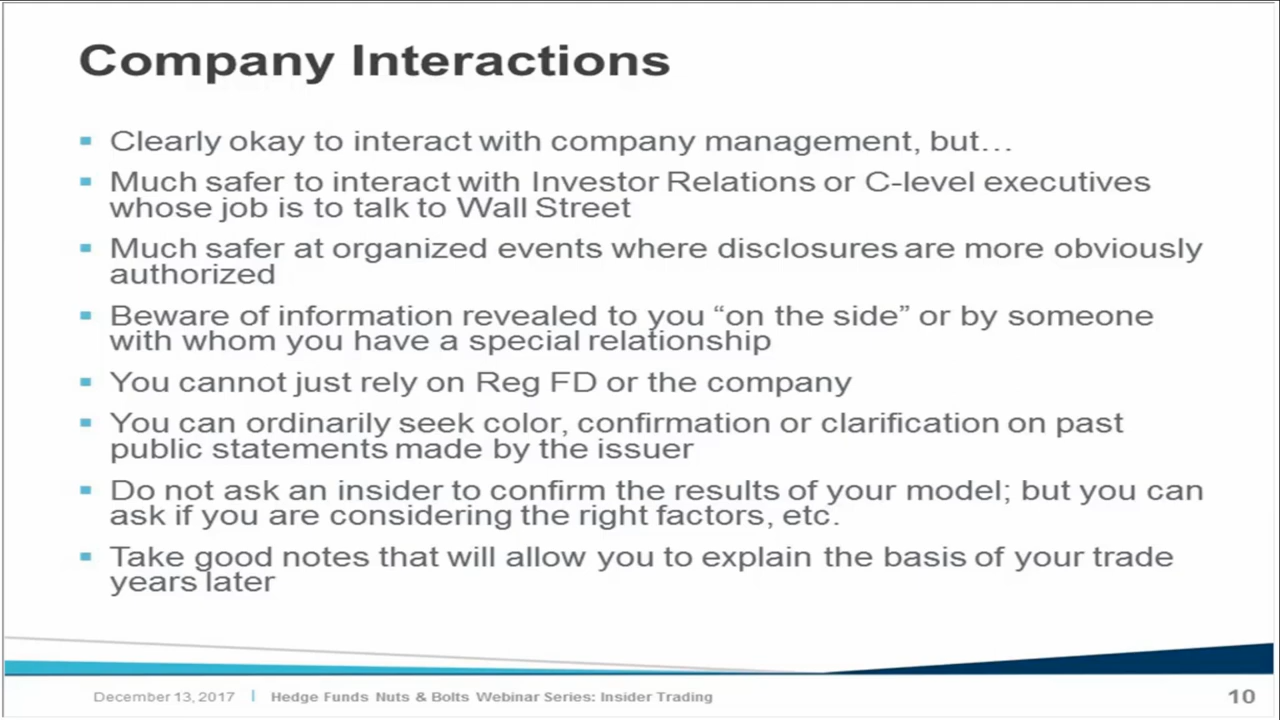 Company Interactions
▪ Clearly okay to interact with company management, but…
▪ Much safer to interact with Investor Relations or C-level executives
whose job is to talk to Wall Street
▪ Much safer at organized events where disclosures are more obviously
authorized
▪ Beware of information revealed to you “on the side” or by someone
with whom you have a special relationship
▪ You cannot just rely on Reg FD or the company
▪ You can ordinarily seek color, confirmation or clarification on past
public statements made by the issuer
▪ Do not ask an insider to confirm the results of your model; but you can
ask if you are considering the right factors, etc.
▪ Take good notes that will allow you to explain the basis of your trade
years later
December 13, 2017 | Hedge Funds Nuts & Bolts Webinar Series: Insider Trading 10